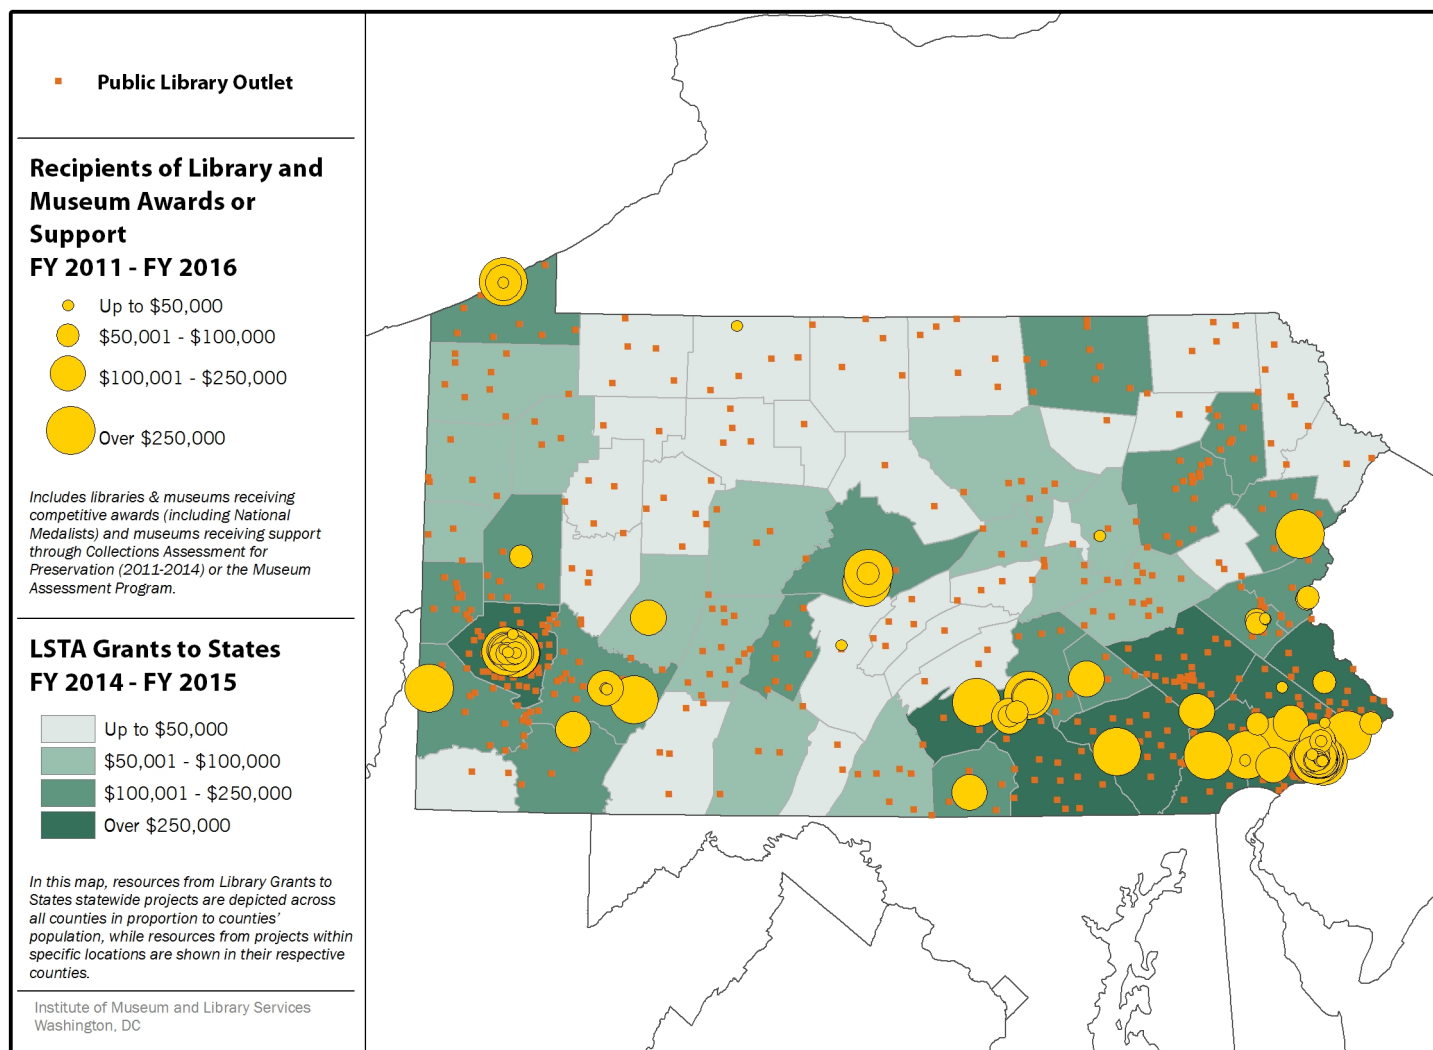 Public Library Outlet
Recipients of Library and
Museum Awards or
Support
FY 2011 - FY 2016
Up to $50,000
$50,001 - $100,000
$100,001 - $250,000
Over $250,000
Includes libraries & museums receiving
competitive awards (including National
Medalists) and museums receiving support
through Collections Assessment for
Preservation (2011-2014) or the Museum
Assessment Program.
LSTA Grants to States
FY 2014 - FY 2015
Up to $50,000
$50,001 - $100,000
$100,001 - $250,000
Over $250,000
In this map, resources from Library Grants to
States statewide projects are depicted across
all counties in proportion to counties’
population, while resources from projects within
specific locations are shown in their respective
counties.
Institute of Museum and Library Services
Washington, DC